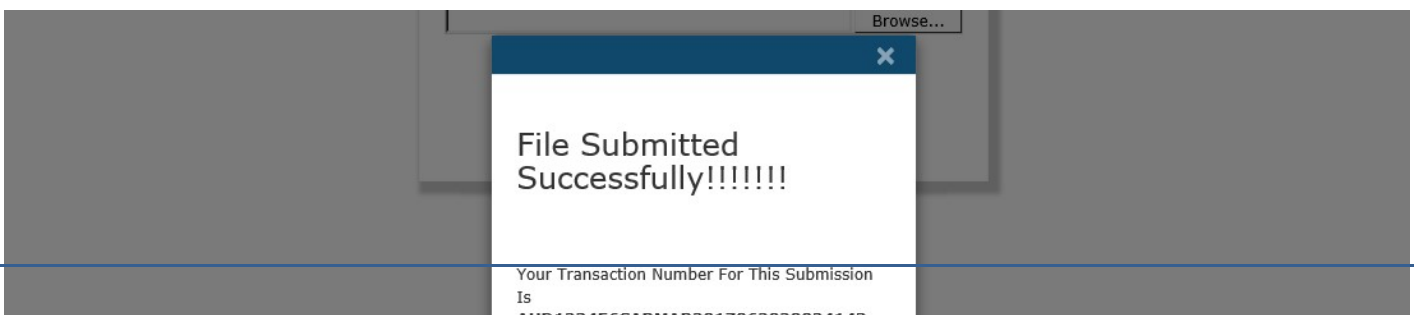 Browse...
×
File Submitted
Successfully!!!!!!!
Your Transaction Number For This Submission
Is